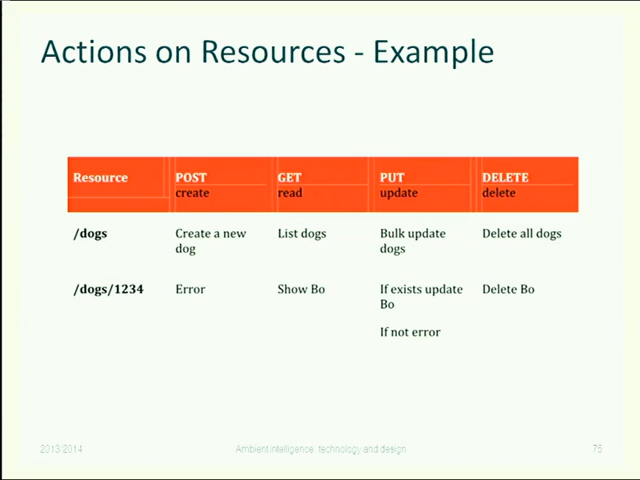 Actions on Resources - Example
Resource POST GET PUT DELETE
create read update delete
/dogs Create a new List dogs Bulk update Delete all dogs
dog dogs
/dogs/1234 Error Show Bo If exists update Delete Bo
Bo
If not error
2013/2014 Ambient intelligence: technology and design 75